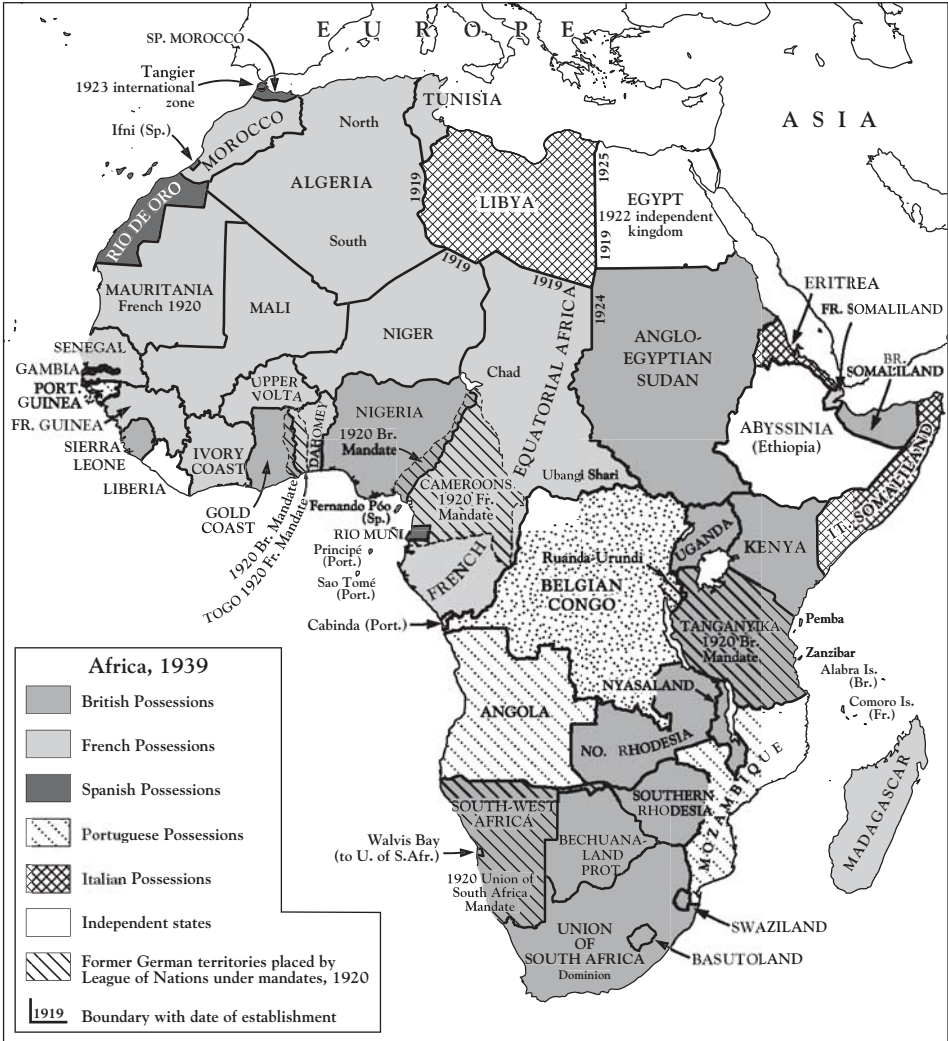 E U R O P E
SP. MOROCCO
Tangier
1923 international
zone
TUNISIA
A S I A
Ifni (Sp.)
MOROCCO
North
ALGERIA
South
1919
LIBYA
1925
1919
EGYPT
1922 independent
kingdom
RIO DE ORO
1919
1919
1924
MAURITANIA
French 1920
MALI
NIGER
Chad
EQUATORIAL AFRICA
ANGLO-
EGYPTIAN
SUDAN
ERITREA
FR. SOMALILAND
BR.
SOMALILAND
SENEGAL
GAMBIA
PORT.
GUINEA
FR. GUINEA
SIERRA
LEONE
LIBERIA
UPPER
VOLTA
IVORY
COAST
DAHOMEY
GOLD
COAST
1920 Br. Mandate
TOGO 1920 Fr. Mandate
NIGERIA
1920 Br.
Mandate
CAMEROONS
1920 Fr.
Mandate
Ubangi Shari
ABYSSINIA
(Ethiopia)
IT. SOMALILAND
Fernando Póo
(Sp.)
RIO MUNI
Principé
(Port.)
Sao Tomé
(Port.)
FRENCH
Cabinda (Port.)
Ruanda-Urundi
BELGIAN
CONGO
UGANDA
KENYA
TANGANYIKA
1920 Br.
Mandate
Pemba
Zanzibar
Alabra Is.
(Br.)
Comoro Is.
(Fr.)
NYASALAND
ANGOLA
NO. RHODESIA
SOUTHERN
RHODESIA
MOZAMBIQUE
MADAGASCAR
SOUTH-WEST
AFRICA
BECHUANA-
LAND
PROT.
Walvis Bay
(to U. of S.Afr.)
1920 Union of
South Africa
Mandate
UNION
OF
SOUTH AFRICA
Dominion
SWAZILAND
BASUTOLAND
Africa, 1939
British Possessions
French Possessions
Spanish Possessions
Portuguese Possessions
Italian Possessions
Independent states
Former German territories placed by
League of Nations under mandates, 1920
1919 Boundary with date of establishment